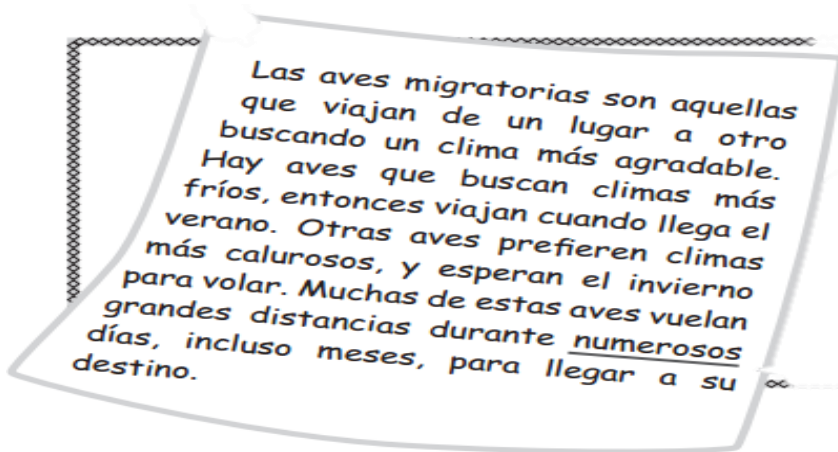 Las aves migratorias son aquellas
que viajan de un lugar a otro
buscando un clima más agradable.
Hay aves que buscan climas más
fríos, entonces viajan cuando llega el
verano. Otras aves prefieren climas
más calurosos, y esperan el invierno
para volar. Muchas de estas aves vuelan
grandes distancias durante numerosos
días, incluso meses, para llegar a su
destino.